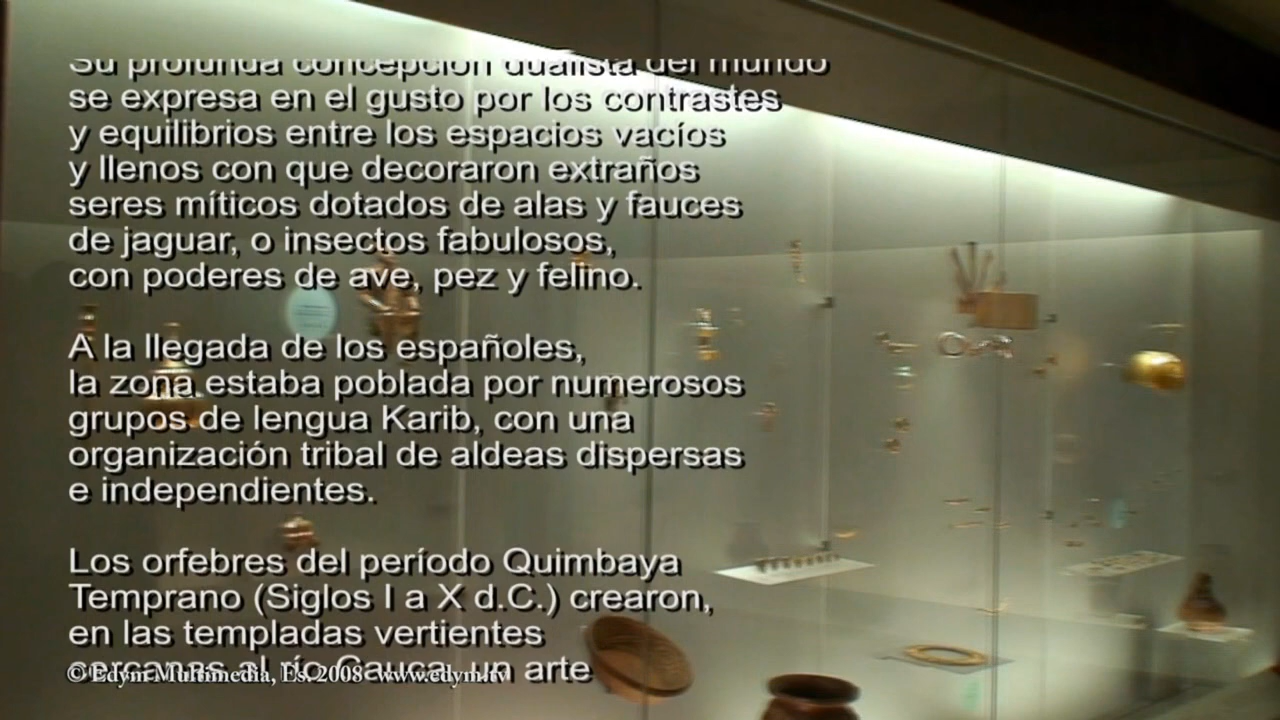 Su profunda concepción dualista del mundo
se expresa en el gusto por los contrastes
y equilibrios entre los espacios vacíos
y llenos con que decoraron extraños
seres míticos dotados de alas y fauces
de jaguar, o insectos fabulosos,
con poderes de ave, pez y felino.
A la llegada de los españoles,
la zona estaba poblada por numerosos
grupos de lengua Karib, con una
organización tribal de aldeas dispersas
e independientes.
Los orfebres del período Quimbaya
Temprano (Siglos I a X d.C.) crearon,
en las templadas vertientes
cercanas al río Cauca, un arte
© Edym Multimedia, Es. 2008 www.edym.tv